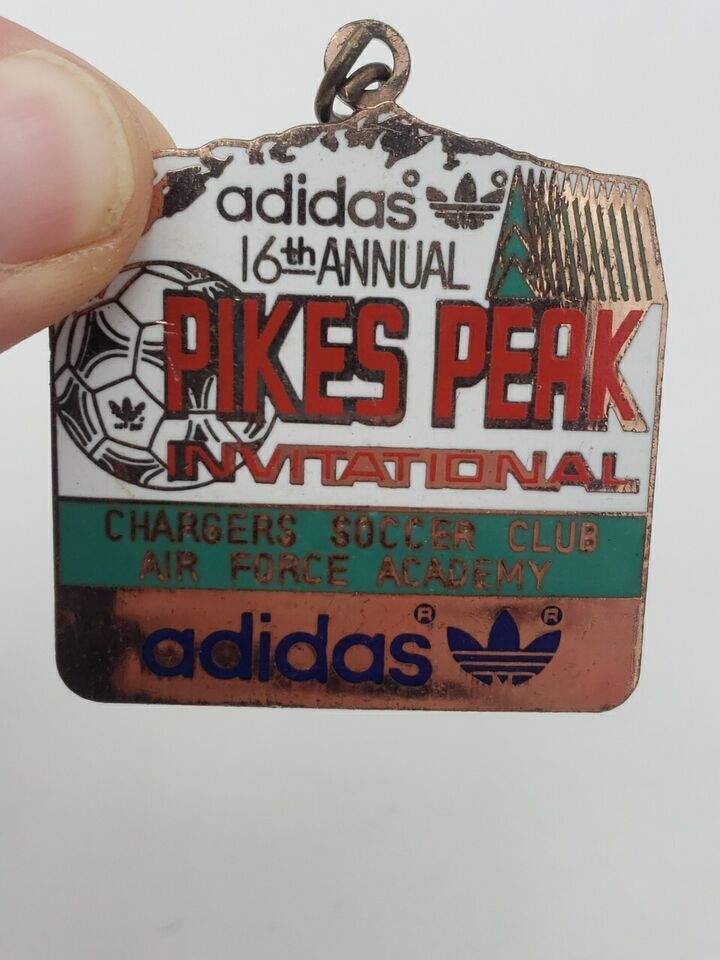 adidas
16th ANNUAL
PIKES PEAK
INVITATIONAL
CHARGERS SOCCER CLUB
AIR FORCE ACADEMY
adidas® ®